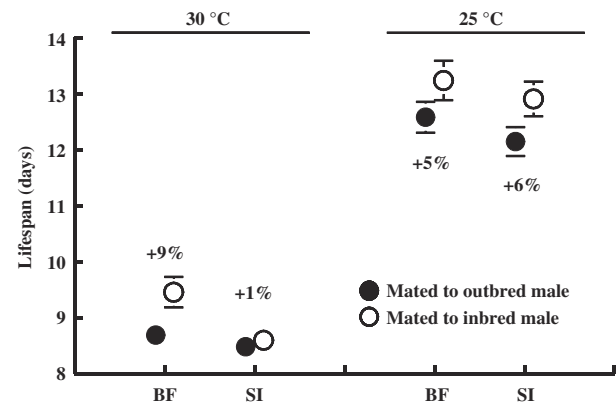 30 °C 25 °C
14
13
12
11
10
9
8
Lifespan (days)
+5%
+6%
+9%
+1%
Mated to outbred male
Mated to inbred male
BF SI BF SI